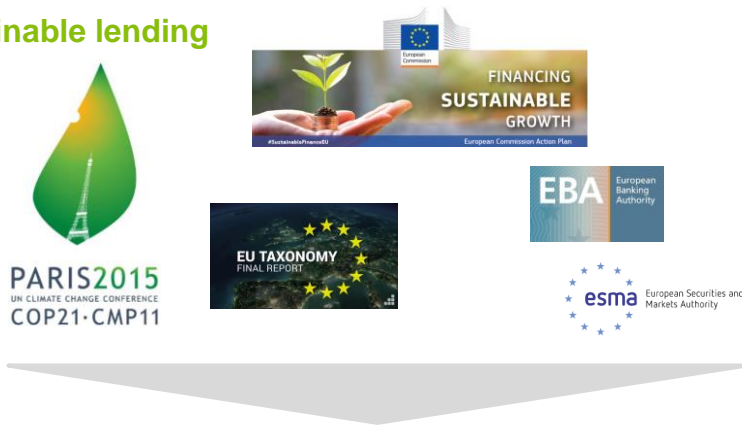 inable lending
European
Commission
FINANCING
SUSTAINABLE
GROWTH
#SustainableFinanceEU
European Commission Action Plan
EBA
European
Banking
Authority
EU TAXONOMY
FINAL REPORT
PARIS2015
UN CLIMATE CHANGE CONFERENCE
COP21·CMP11
esma
European Securities and
Markets Authority